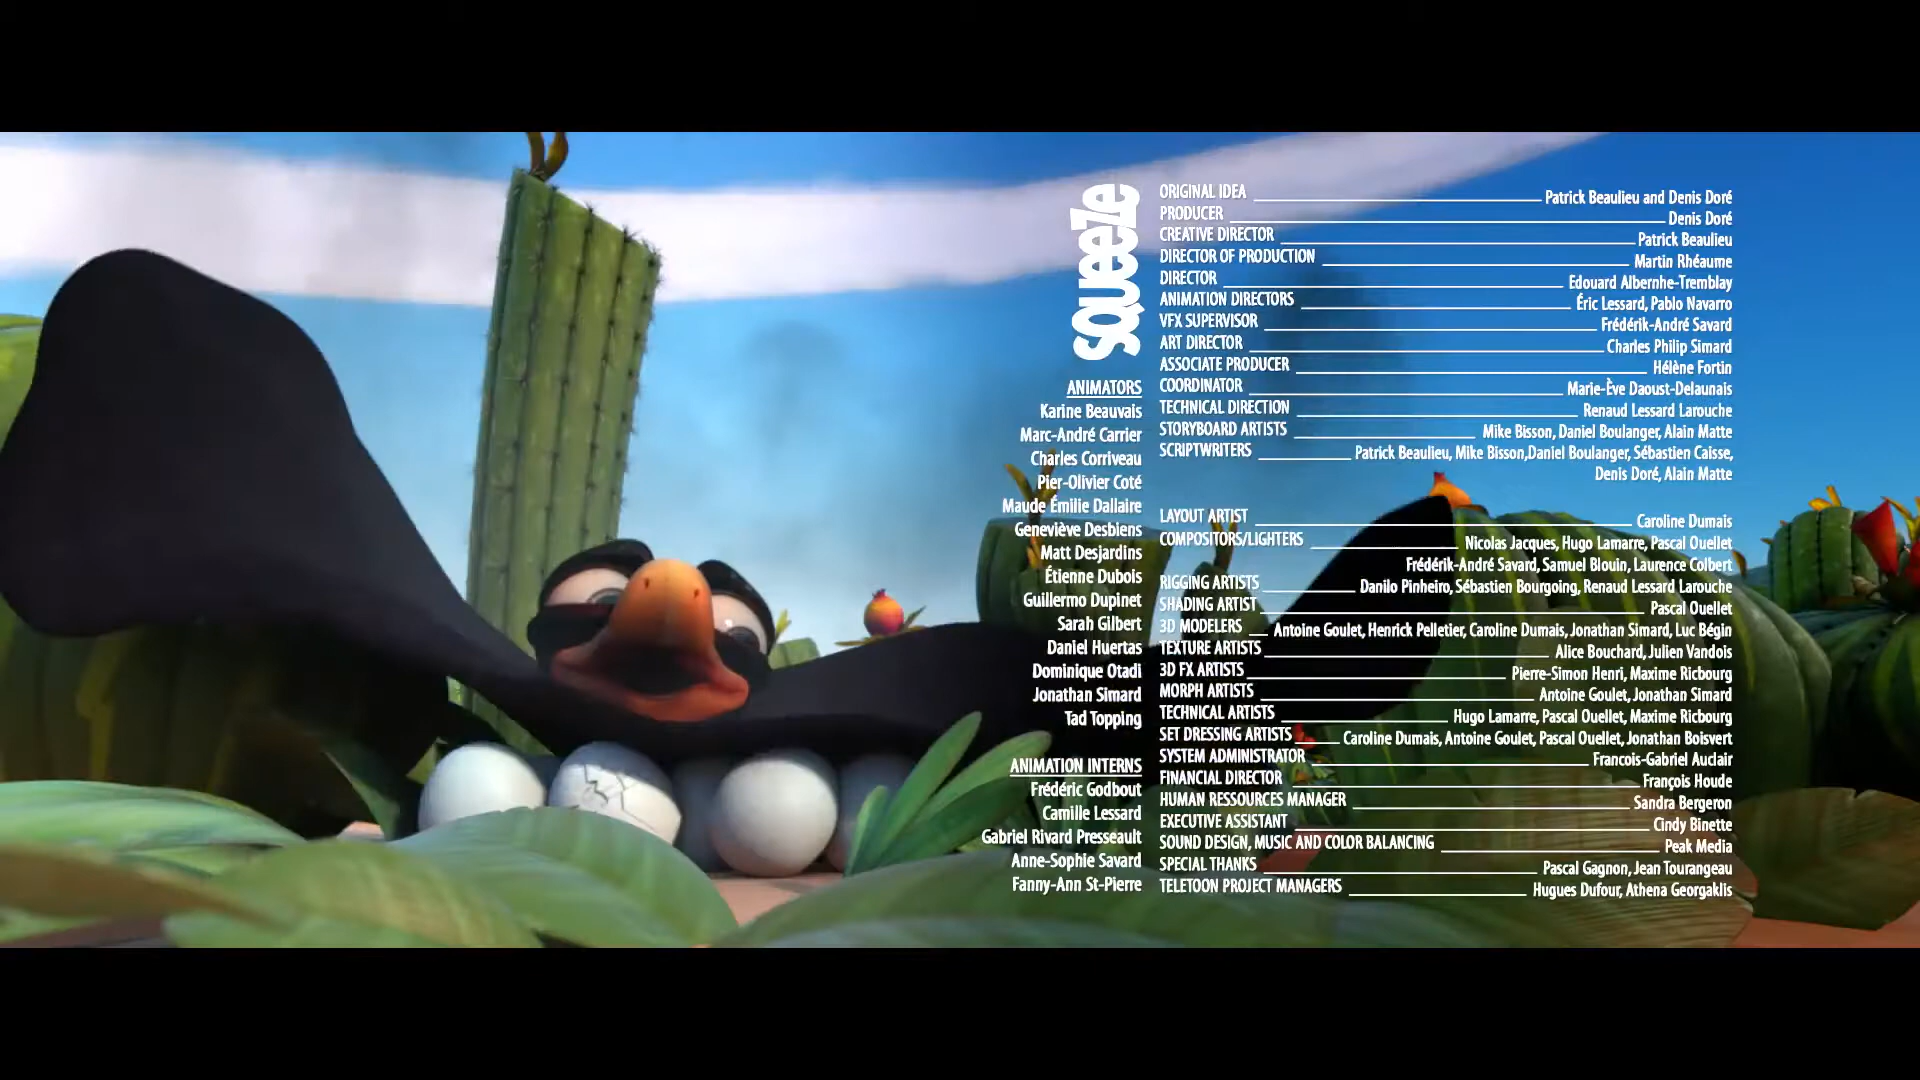 squeeze
ANIMATORS
Karine Beauvais
Marc-André Carrier
Charles Corriveau
Pier-Olivier Coté
Maude Émilie Dallaire
Geneviève Desbiens
Matt Desjardins
Étienne Dubois
Guillermo Dupinet
Sarah Gilbert
Daniel Huertas
Dominique Otadi
Jonathan Simard
Tad Topping
ANIMATION INTERNS
Frédéric Godbout
Camille Lessard
Gabriel Rivard Presseault
Anne-Sophie Savard
Fanny-Ann St-Pierre
ORIGINAL IDEA Patrick Beaulieu and Denis Doré
PRODUCER Denis Doré
CREATIVE DIRECTOR Patrick Beaulieu
DIRECTOR OF PRODUCTION Martin Rhéaume
DIRECTOR Edouard Albernhe-Tremblay
ANIMATION DIRECTORS Éric Lessard, Pablo Navarro
VFX SUPERVISOR Frédérik-André Savard
ART DIRECTOR Charles Philip Simard
ASSOCIATE PRODUCER Hélène Fortin
COORDINATOR Marie-Ève Daoust-Delaunais
TECHNICAL DIRECTION Renaud Lessard Larouche
STORYBOARD ARTISTS Mike Bisson, Daniel Boulanger, Alain Matte
SCRIPTWRITERS Patrick Beaulieu, Mike Bisson,Daniel Boulanger, Sébastien Caisse,
Denis Doré, Alain Matte
LAYOUT ARTIST Caroline Dumais
COMPOSITORS/LIGHTERS Nicolas Jacques, Hugo Lamarre, Pascal Ouellet
Frédérik-André Savard, Samuel Blouin, Laurence Colbert
RIGGING ARTISTS Danilo Pinheiro, Sébastien Bourgoing, Renaud Lessard Larouche
SHADING ARTIST Pascal Ouellet
3D MODELERS Antoine Goulet, Henrick Pelletier, Caroline Dumais, Jonathan Simard, Luc Bégin
TEXTURE ARTISTS Alice Bouchard, Julien Vandois
3D FX ARTISTS Pierre-Simon Henri, Maxime Ricbourg
MORPH ARTISTS Antoine Goulet, Jonathan Simard
TECHNICAL ARTISTS Hugo Lamarre, Pascal Ouellet, Maxime Ricbourg
SET DRESSING ARTISTS Caroline Dumais, Antoine Goulet, Pascal Ouellet, Jonathan Boisvert
SYSTEM ADMINISTRATOR Francois-Gabriel Auclair
FINANCIAL DIRECTOR François Houde
HUMAN RESSOURCES MANAGER Sandra Bergeron
EXECUTIVE ASSISTANT Cindy Binette
SOUND DESIGN, MUSIC AND COLOR BALANCING Peak Media
SPECIAL THANKS Pascal Gagnon, Jean Tourangeau
TELETOON PROJECT MANAGERS Hugues Dufour, Athena Georgaklis